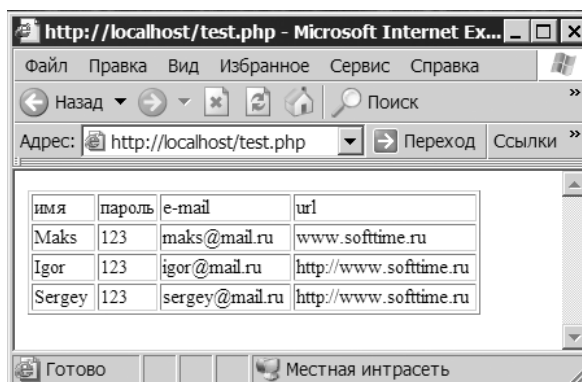 http://localhost/test.php - Microsoft Internet Ex...
Файл Правка Вид Избранное Сервис Справка
Назад Поиск »
Адрес: http://localhost/test.php Переход Ссылки »
имя пароль e-mail url
Maks 123 maks@mail.ru www.softtime.ru
Igor 123 igor@mail.ru http://www.softtime.ru
Sergey 123 sergey@mail.ru http://www.softtime.ru
Готово Местная интрасеть